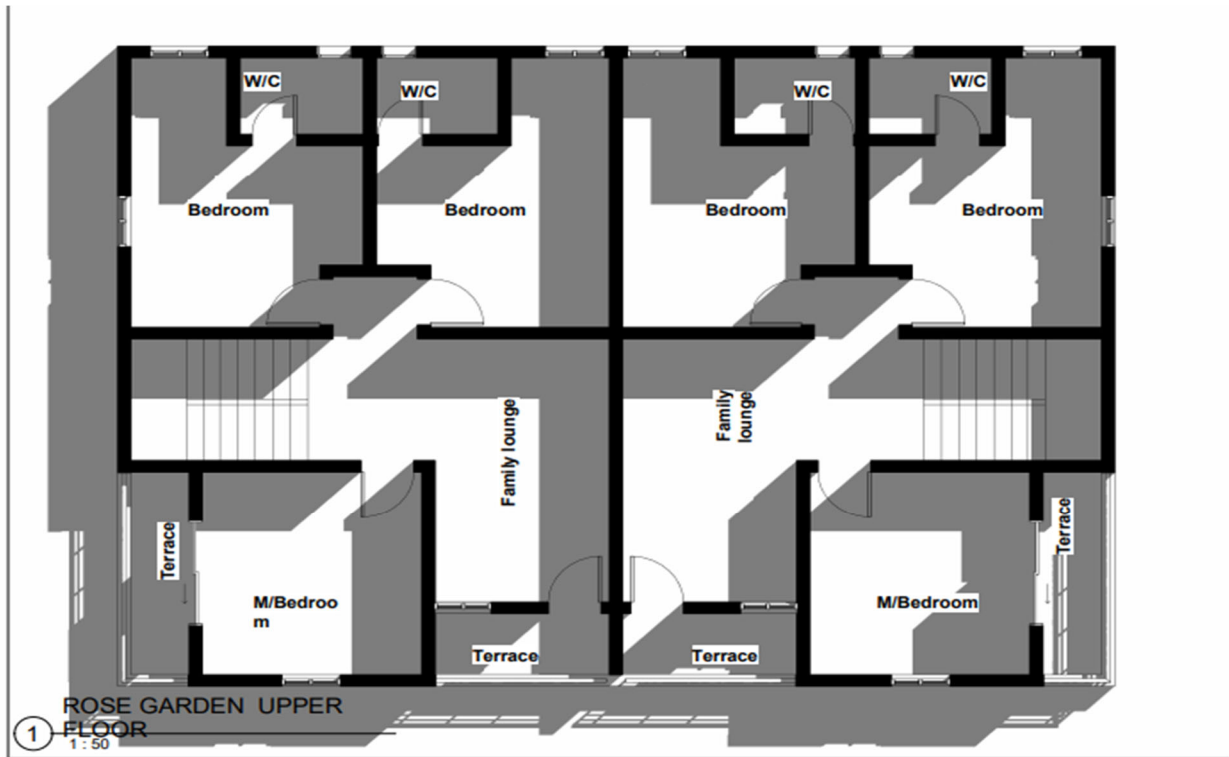 W/C
W/C
W/C
W/C
Bedroom
Bedroom
Bedroom
Bedroom
Family lounge
Family
lounge
Terrace
Terrace
M/Bedroo
m
M/Bedroom
Terrace
Terrace
ROSE GARDEN UPPER
FLOOR
1
1 : 50